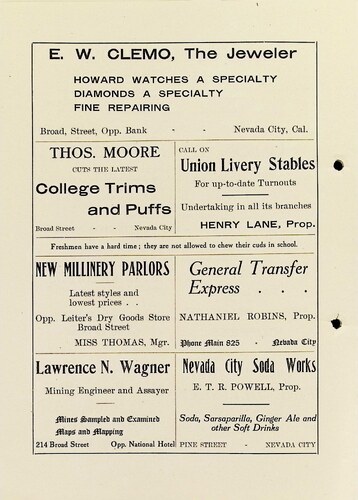 E. W. CLEMO, The Jeweler
HOWARD WATCHES A SPECIALTY
DIAMONDS A SPECIALTY
FINE REPAIRING
Broad, Street, Opp. Bank - - Nevada City, Cal.
THOS. MOORE
CUTS THE LATEST
College Trims
and Puffs
Broad Street - - Nevada City
CALL ON
Union Livery Stables
For up-to-date Turnouts
Undertaking in all its branches
HENRY LANE, Prop.
Freshmen have a hard time; they are not allowed to chew their cuds in school.
NEW MILLINERY PARLORS
Latest styles and
lowest prices . .
Opp. Leiter's Dry Goods Store
Broad Street
MISS THOMAS, Mgr.
General Transfer
Express . . .
NATHANIEL ROBINS, Prop.
Phone Main 825 - Nevada City
Lawrence N. Wagner
Mining Engineer and Assayer
Mines Sampled and Examined
Maps and Mapping
214 Broad Street Opp. National Hotel
Nevada City Soda Works
E. T. R. POWELL, Prop.
Soda, Sarsaparilla, Ginger Ale and
other Soft Drinks
PINE STREET - NEVADA CITY